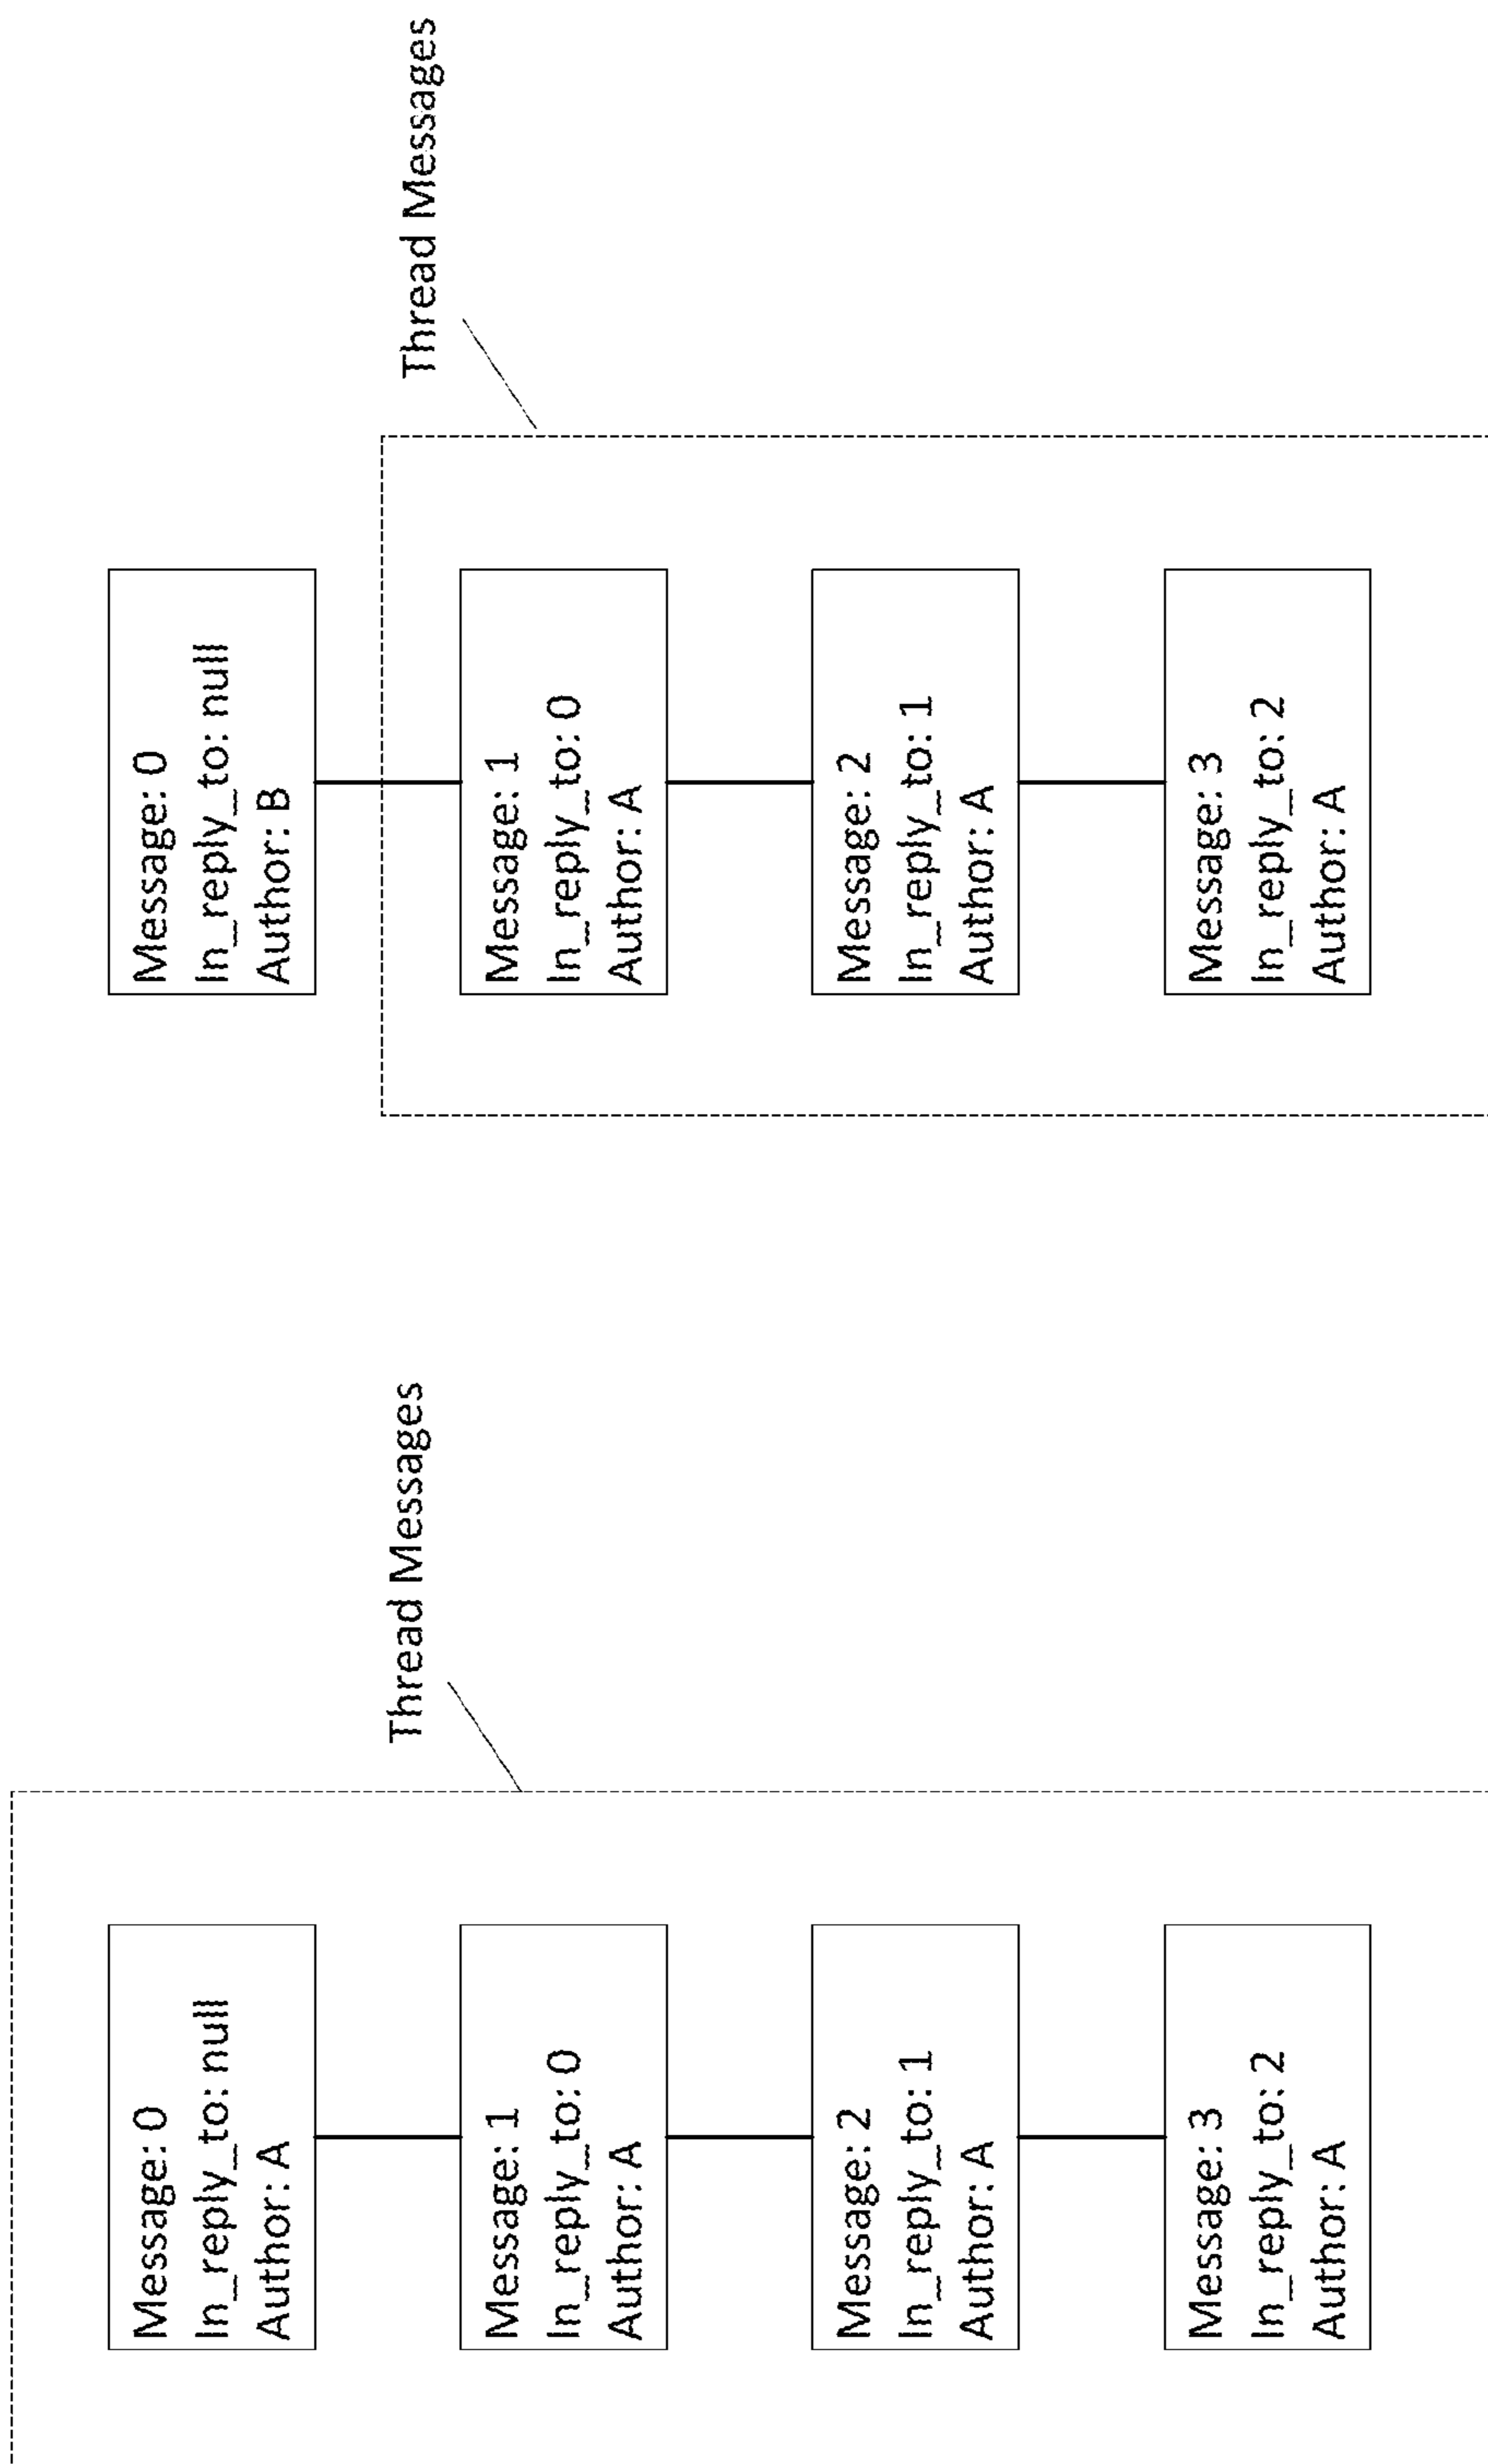 Message: 0
In_reply_to: null
Author: A
Message: 1
In_reply_to: 0
Author: A
Message: 2
In_reply_to: 1
Author: A
Message: 3
In_reply_to: 2
Author: A
Thread Messages
Message: 0
In_reply_to: null
Author: B
Message: 1
In_reply_to: 0
Author: A
Message: 2
In_reply_to: 1
Author: A
Message: 3
In_reply_to: 2
Author: A
Thread Messages